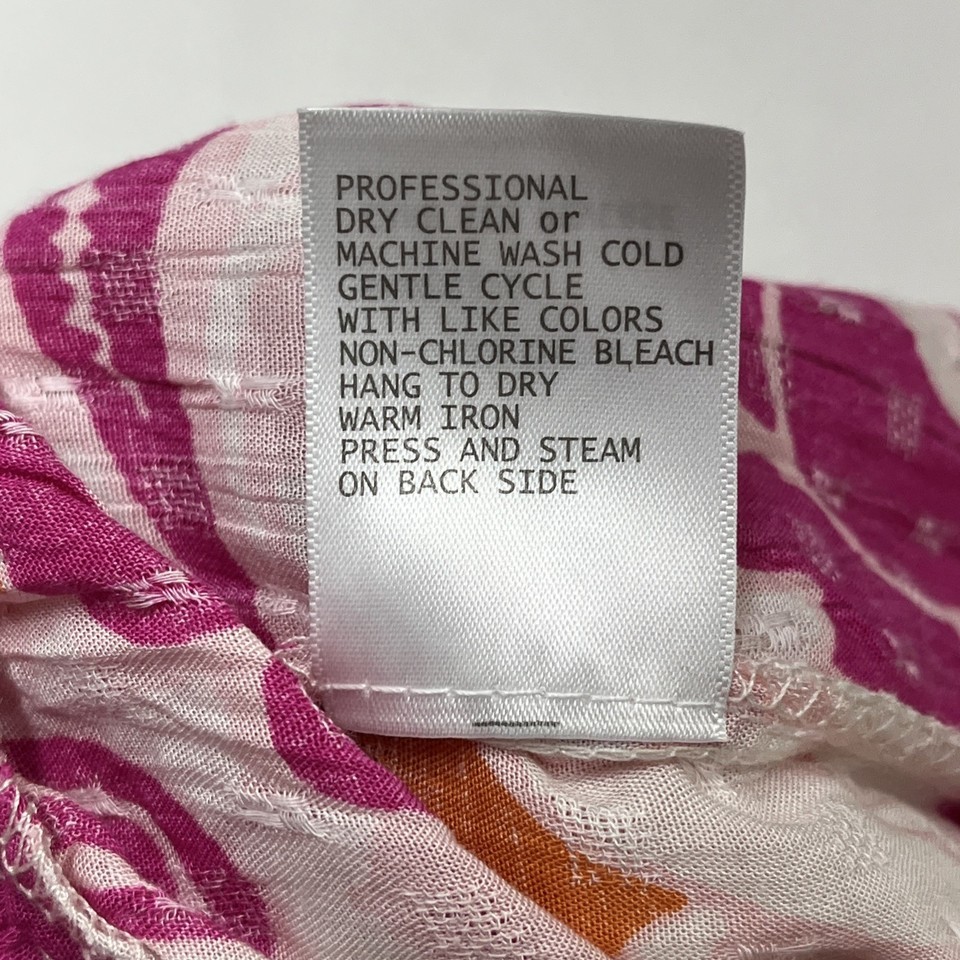 PROFESSIONAL
DRY CLEAN or
MACHINE WASH COLD
GENTLE CYCLE
WITH LIKE COLORS
NON-CHLORINE BLEACH
HANG TO DRY
WARM IRON
PRESS AND STEAM
ON BACK SIDE